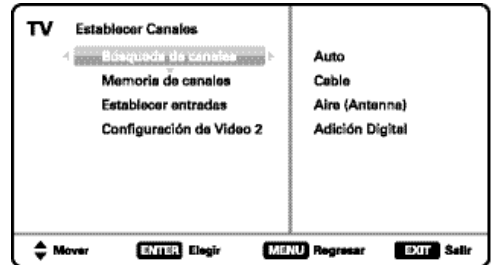 TV Establecer Canales
Búsqueda de canales
Memoria de canales
Establecer entradas
Configuración de Video 2
Auto
Cable
Aire (Antenna)
Adición Digital
Mover ENTER Elegir MENU Regresar EXIT Salir